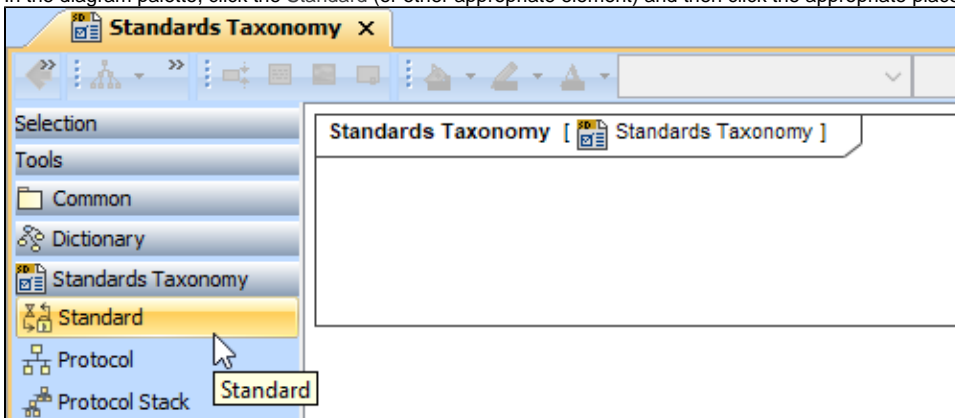 In the diagram palette, click the Standard (or other appropriate element) and then click the appropriate place
Standards Taxonomy X
Selection
Tools
Common
Dictionary
Standards Taxonomy
Standard
Protocol
Protocol Stack
Standard
Standards Taxonomy [ Standards Taxonomy ]